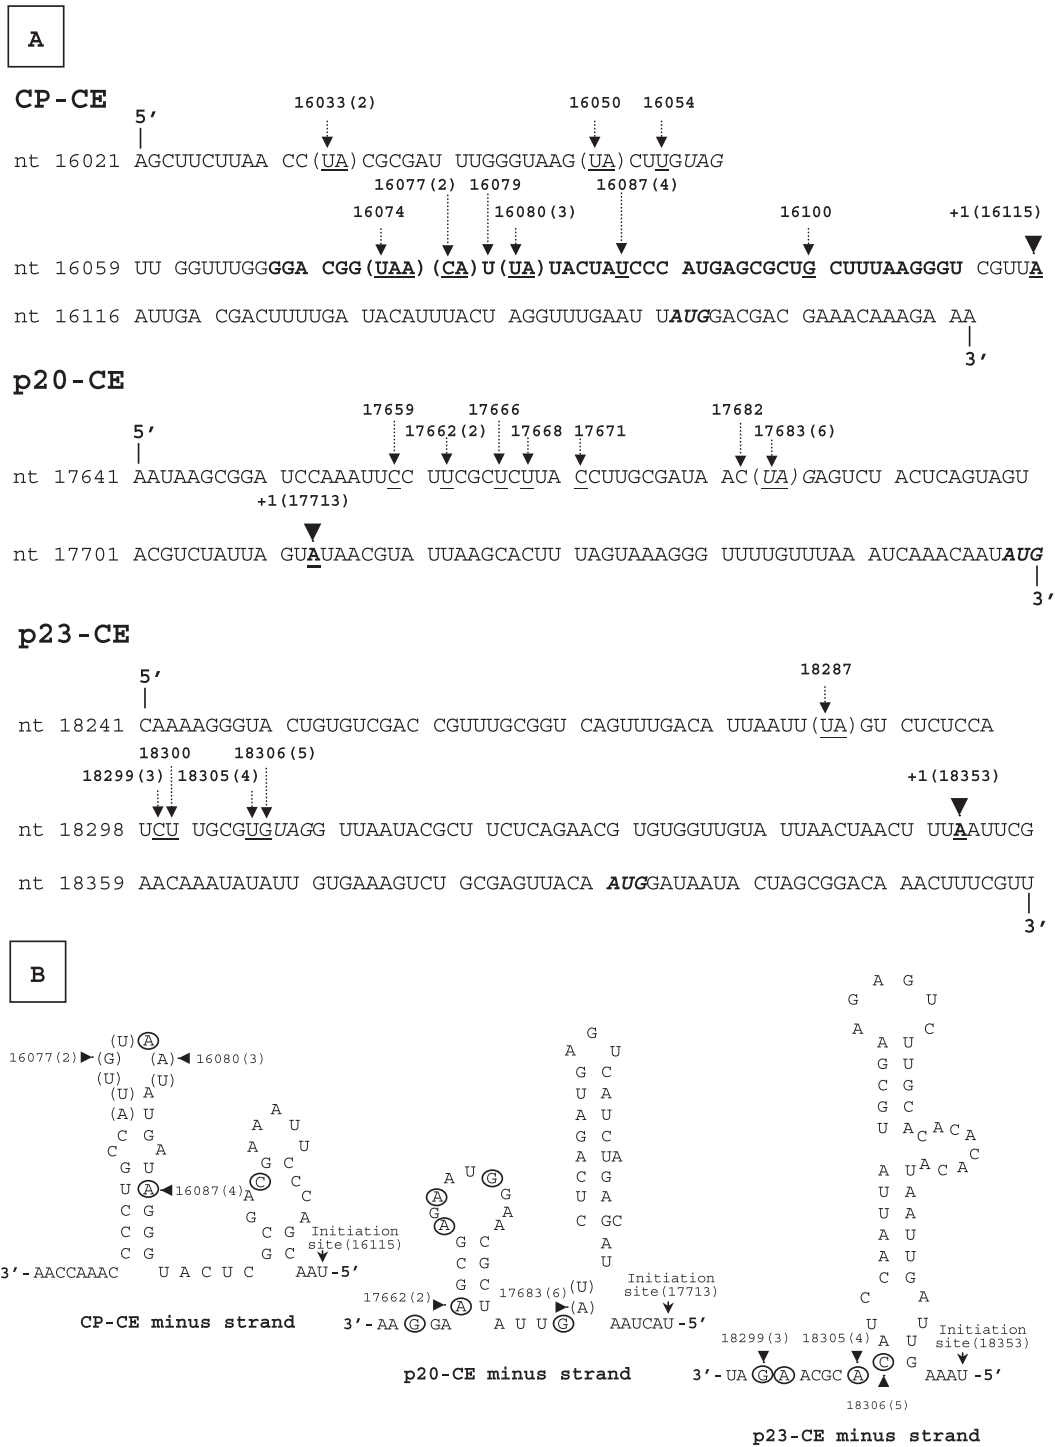 A
CP-CE
5′ 16033(2) 16050 16054
nt 16021 AGCUUCUUAA CC(UA)CGCGAU UUGGGUAAG(UA)CUUGUAG
16077(2) 16079 16087(4)
16074 16080(3) 16100 +1(16115)
nt 16059 UU GGUUUGGGGGA CGG(UAA)(CA)U(UA)UACUAUCCC AUGAGCGCUG CUUUAAGGGU CGUUA
nt 16116 AUUGA CGACUUUUGA UACAUUUACU AGGUUUGAAU UAUGGACGAC GAAACAAAGA AA
3′
p20-CE
17659 17666 17682
5′ 17662(2) 17668 17671 17683(6)
nt 17641 AAUAAGCGGA UCCAAAUUCC UUCGCUCUUA CCUUGCGAUA AC(UA)GAGUCU ACUCAGUAGU
+1(17713)
nt 17701 ACGUCUAUUA GUAUAACGUA UUAAGCACUU UAGUAAAGGG UUUUGUUUAA AUCAAACAAUAUG
3′
p23-CE
5′ 18287
nt 18241 CAAAAGGGUA CUGUGUCGAC CGUUUGCGGU CAGUUUGACA UUAAUU(UA)GU CUCUCCA
18300 18306(5)
18299(3) 18305(4) +1(18353)
nt 18298 UCUU UGCGUGUAGG UUAAUACGCU UCUCAGAACG UGUGGUUGUA UUAACUAACU UUAAUUCG
nt 18359 AACAAAUAUAUU GUGAAAGUCU GCGAGUUACA AUGGAUAAUA CUAGCGGACA AACUUUCGUU
3′
B
16077(2) 16080(3)
16087(4)
Initiation
site(16115)
3′-AACCAAAC UACUC AAU-5′
CP-CE minus strand
17662(2) 17683(6)
Initiation
site(17713)
3′-AAGGA AUUG AAUCAU-5′
p20-CE minus strand
18299(3) 18305(4)
Initiation
site(18353)
3′-UAGAACGCA AAAU-5′
18306(5)
p23-CE minus strand